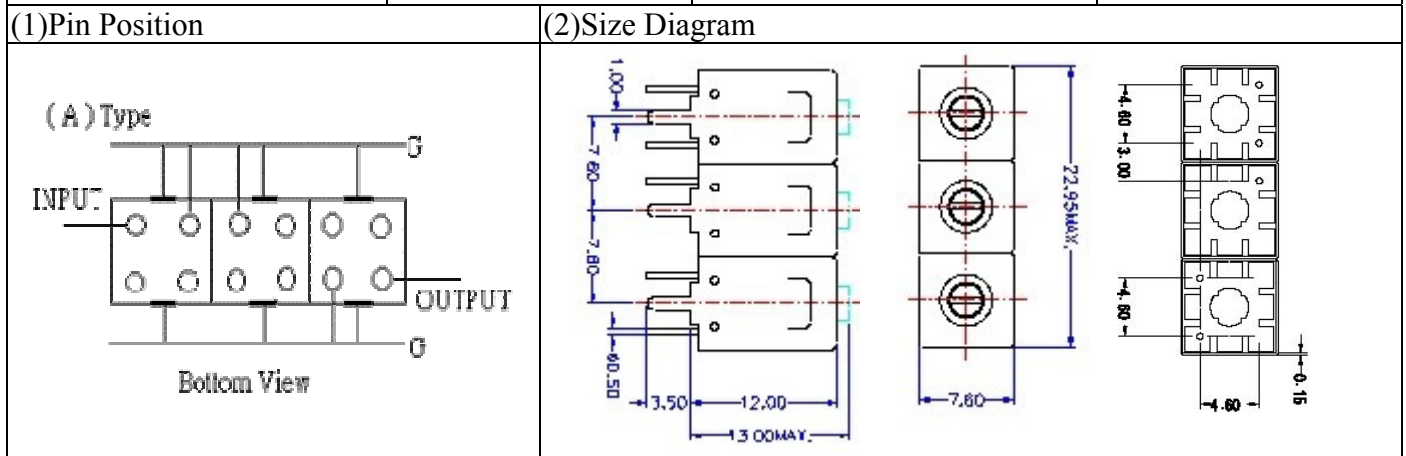 (1)Pin Position
(2)Size Diagram
(A) Type
G
INPUT
OUTPUT
G
Bottom View
1.00
7.60
7.60
ø0.50
3.50
12.00
13.00MAX.
22.95MAX.
7.60
4.60
3.00
4.60
4.60
0.15